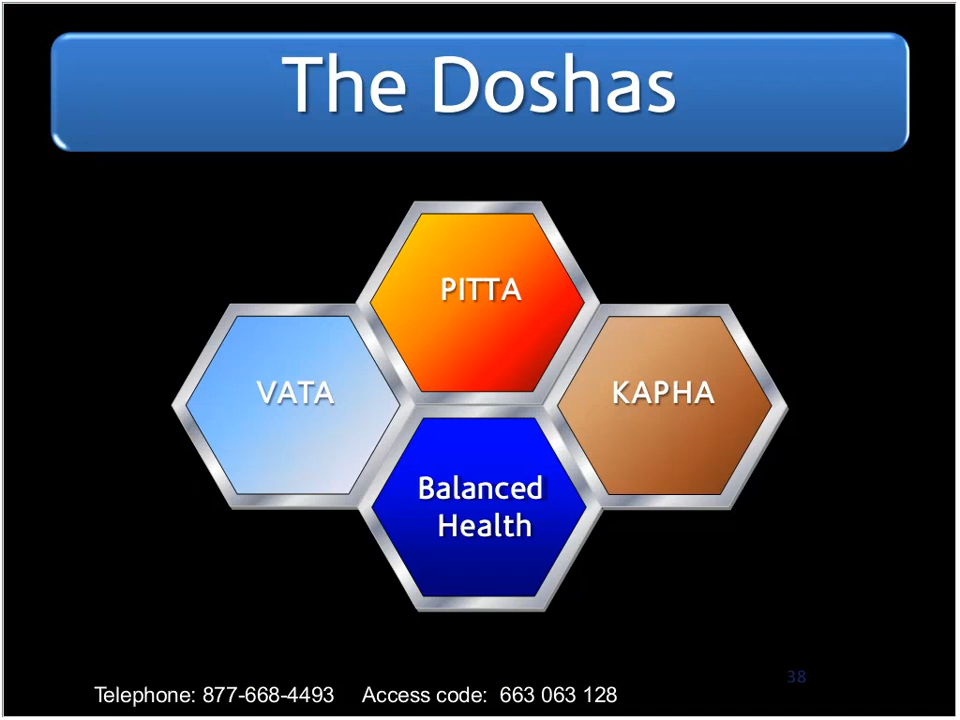 The Doshas
PITTA
VATA
KAPHA
Balanced
Health
38
Telephone: 877-668-4493 Access code: 663 063 128